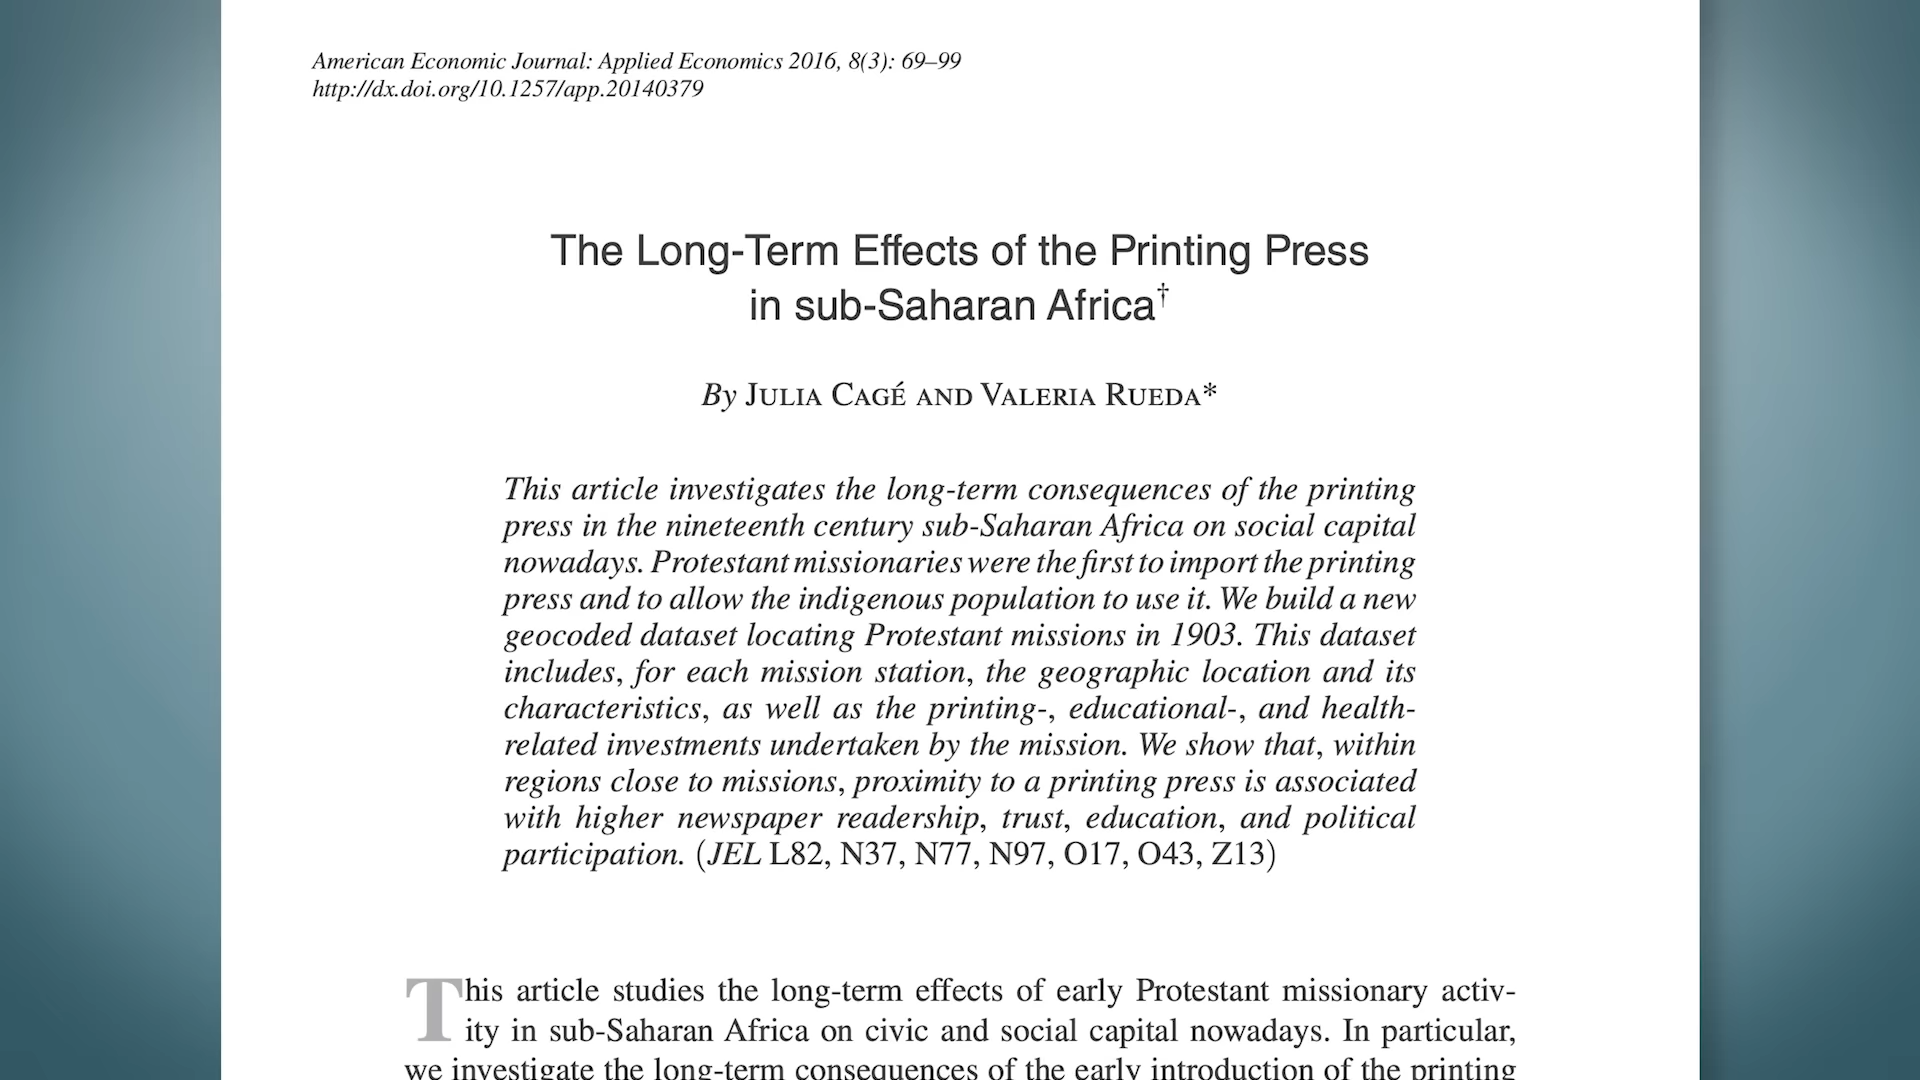 American Economic Journal: Applied Economics 2016, 8(3): 69–99
http://dx.doi.org/10.1257/app.20140379
The Long-Term Effects of the Printing Press
in sub-Saharan Africa†
By Julia Cagé and Valeria Rueda*
This article investigates the long-term consequences of the printing
press in the nineteenth century sub-Saharan Africa on social capital
nowadays. Protestant missionaries were the first to import the printing
press and to allow the indigenous population to use it. We build a new
geocoded dataset locating Protestant missions in 1903. This dataset
includes, for each mission station, the geographic location and its
characteristics, as well as the printing-, educational-, and health-
related investments undertaken by the mission. We show that, within
regions close to missions, proximity to a printing press is associated
with higher newspaper readership, trust, education, and political
participation. (JEL L82, N37, N77, N97, O17, O43, Z13)
This article studies the long-term effects of early Protestant missionary activ-
ity in sub-Saharan Africa on civic and social capital nowadays. In particular,
we investigate the long-term consequences of the early introduction of the printing